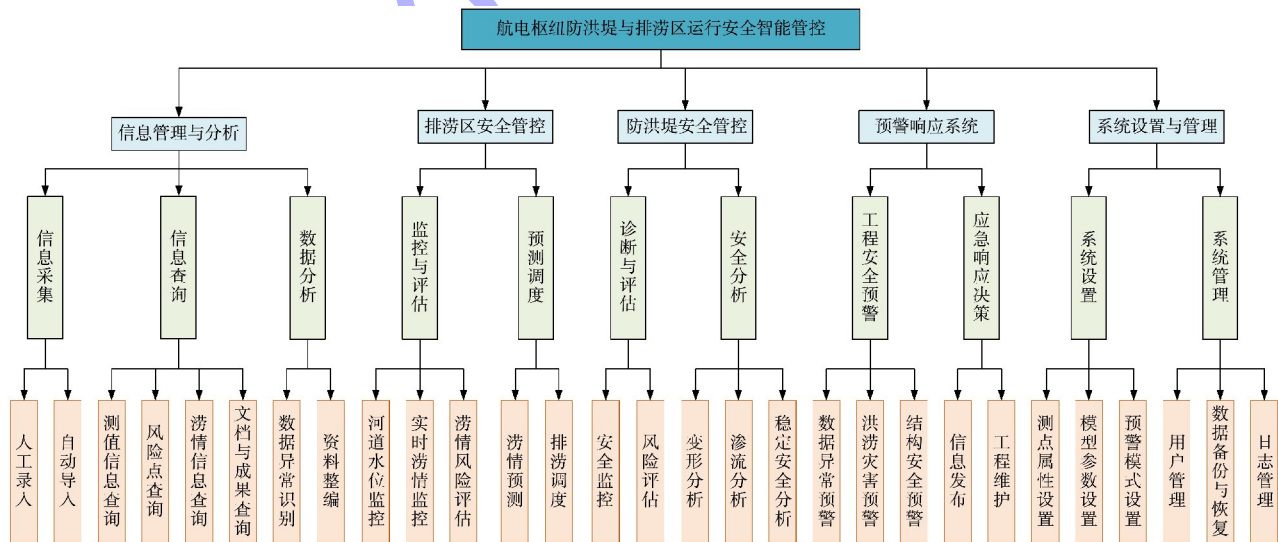 航电枢纽防洪堤与排涝区运行安全智能管控
信息管理与分析
排涝区安全管控
防洪堤安全管控
预警响应系统
系统设置与管理
信息采集
信息查询
数据分析
监控与评估
预测调度
诊断与评估
安全分析
工程安全预警
应急响应决策
系统设置
系统管理
人工录入
自动导入
测值信息查询
风险点查询
涝情信息查询
文档与成果查询
数据异常识别
资料整编
河道水位监控
实时涝情监控
涝情风险评估
涝情预测
排涝调度
安全监控
风险评估
变形分析
渗流分析
稳定安全分析
数据异常预警
洪涝灾害预警
结构安全预警
信息发布
工程维护
测点属性设置
模型参数设置
预警模式设置
用户管理
数据备份与恢复
日志管理